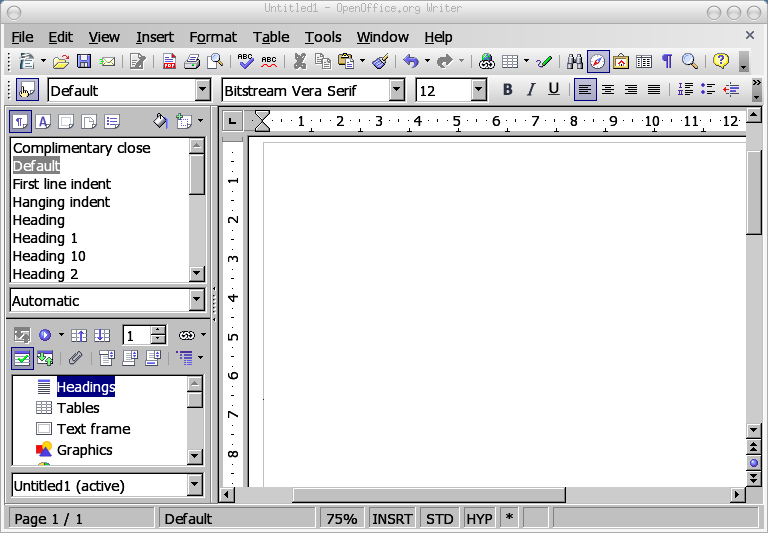 Untitled1 - OpenOffice.org Writer
File Edit View Insert Format Table Tools Window Help
Default Bitstream Vera Serif 12 B I U
1 2 3 4 5 6 7 8 9 10 11 12
Complimentary close
Default
First line indent
Hanging indent
Heading
Heading 1
Heading 10
Heading 2
Automatic
1
Headings
Tables
Text frame
Graphics
Untitled1 (active)
1
2
3
4
5
6
7
8
Page 1 / 1 Default 75% INSRT STD HYP *